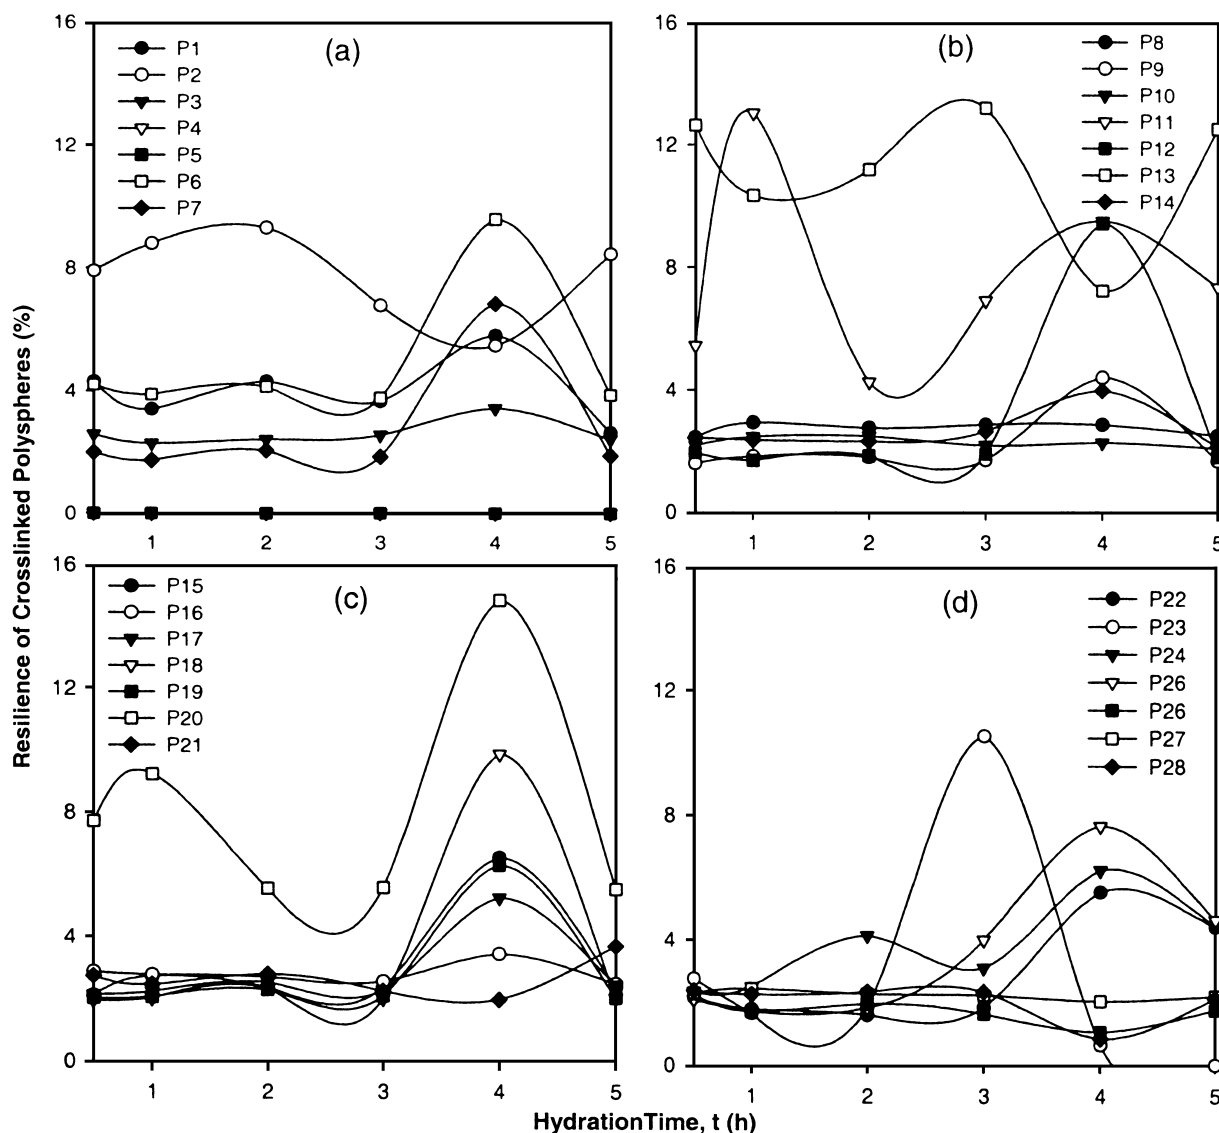 Resilience of Crosslinked Polyspheres (%)
(a)
16
12
8
4
0
P1
P2
P3
P4
P5
P6
P7
1
2
3
4
5
(b)
16
12
8
4
0
P8
P9
P10
P11
P12
P13
P14
1
2
3
4
5
(c)
16
12
8
4
0
P15
P16
P17
P18
P19
P20
P21
1
2
3
4
5
(d)
16
12
8
4
0
P22
P23
P24
P26
P26
P27
P28
1
2
3
4
5
HydrationTime, t (h)